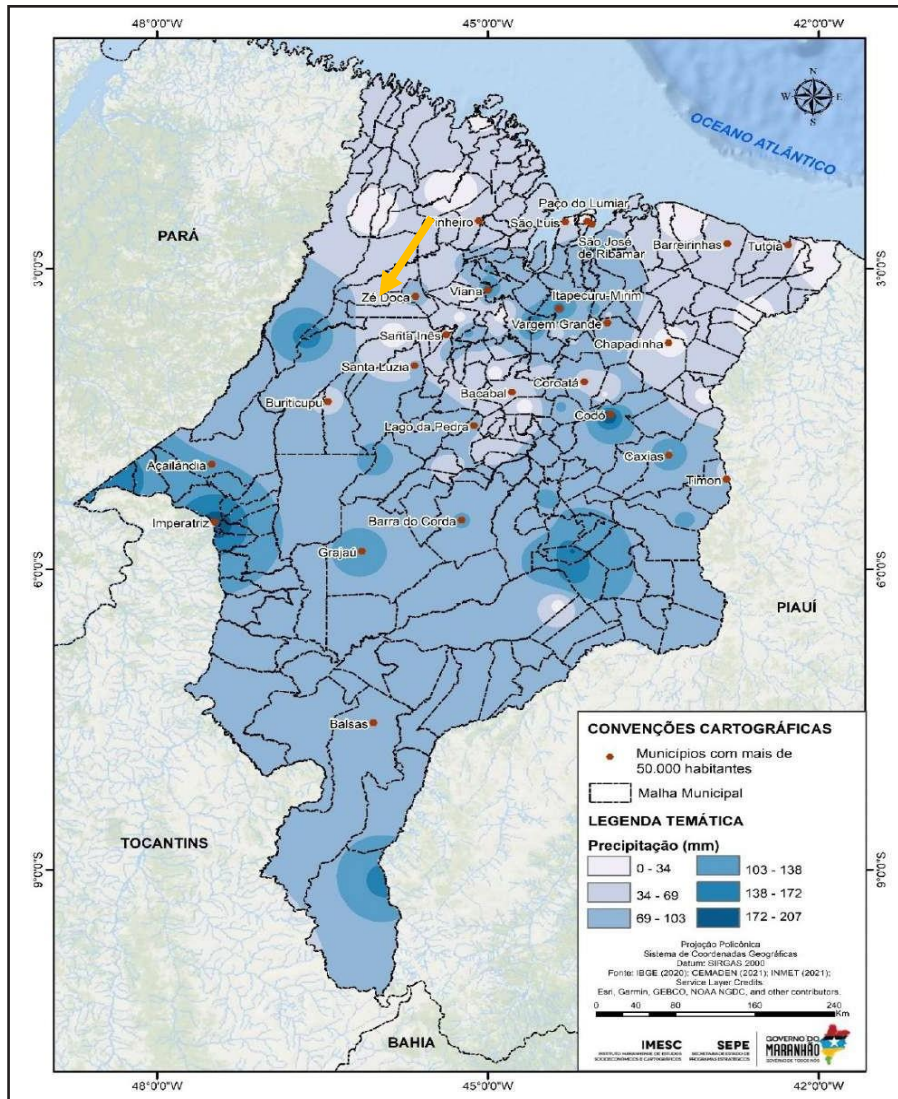 48°0'0"W
45°0'0"W
42°0'0"W
N
W
E
S
OCEANO ATLÂNTICO
PARÁ
Paço do Lumiar
inheiro
São Luís
São José
de Ribamar
Barreirinhas
Tutóia
3°0'0"S
3°0'0"S
Zé Doca
Viana
Itapecuru-Mirim
Vargem Grande
Santa Inês
Chapadinha
Santa Luzia
Coroatá
Buriticupu
Bacabal
Codó
Lago da Pedra
Caxias
Açailândia
Timon
Imperatriz
Barra do Corda
Grajaú
6°0'0"S
6°0'0"S
PIAUÍ
Balsas
CONVENÇÕES CARTOGRÁFICAS
Municípios com mais de
50.000 habitantes
Malha Municipal
LEGENDA TEMÁTICA
TOCANTINS
Precipitação (mm)
0 - 34
103 - 138
34 - 69
138 - 172
69 - 103
172 - 207
9°0'0"S
9°0'0"S
Projeção Policônica
Sistema de Coordenadas Geográficas
Datum: SIRGAS 2000
Fonte: IBGE (2020); CEMADEN (2021); INMET (2021);
Service Layer Credits:
Esri, Garmin, GEBCO, NOAA NGDC, and other contributors
0 40 80 160 240
Km
BAHIA
IMESC
SEPE
GOVERNO DO
MARANHÃO
48°0'0"W
45°0'0"W
42°0'0"W